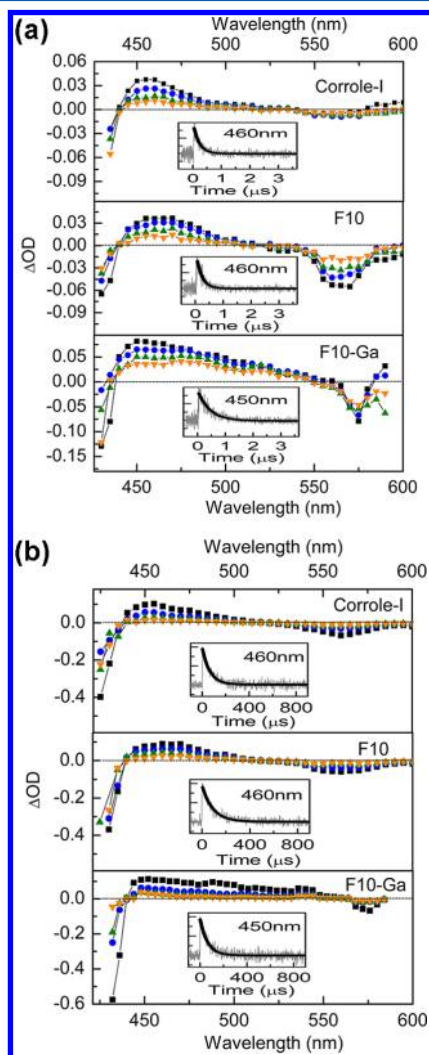 (a)
Wavelength (nm)
450 500 550 600
0.06
0.03
0.00
-0.03
-0.06
-0.09
Corrole-I
460nm
0 1 2 3
Time (μs)
ΔOD
0.03
0.00
-0.03
-0.06
-0.09
F10
460nm
0 1 2 3
Time (μs)
0.10
0.05
0.00
-0.05
-0.10
-0.15
F10-Ga
450nm
0 1 2 3
Time (μs)
450 500 550 600
Wavelength (nm)
(b)
Wavelength (nm)
450 500 550 600
0.0
-0.2
-0.4
Corrole-I
460nm
0 400 800
Time (μs)
ΔOD
0.0
-0.2
-0.4
F10
460nm
0 400 800
Time (μs)
0.0
-0.2
-0.4
-0.6
F10-Ga
450nm
0 400 800
Time (μs)
450 500 550 600
Wavelength (nm)